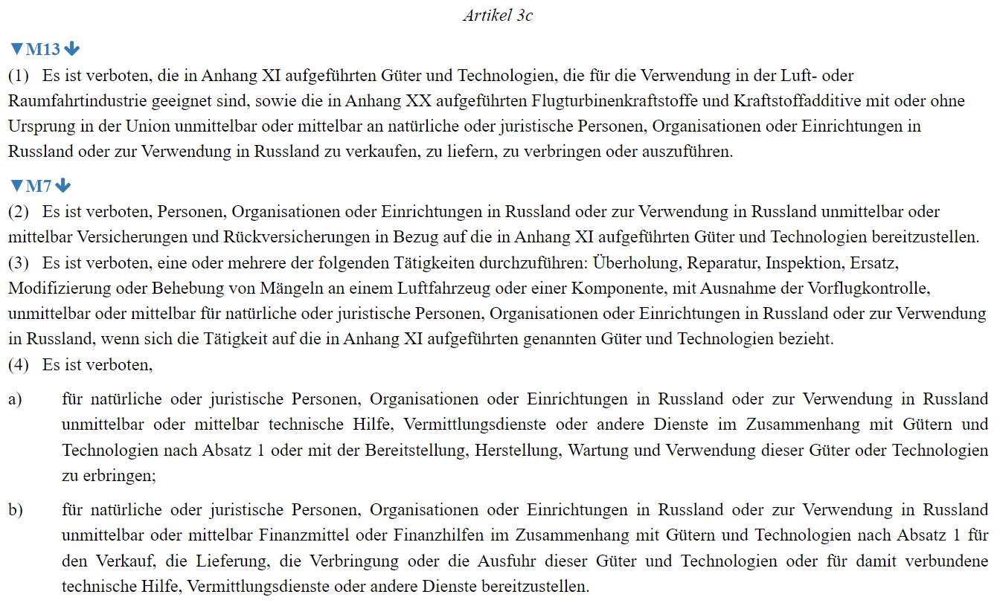 Artikel 3c
▼M13🡻
(1) Es ist verboten, die in Anhang XI aufgeführten Güter und Technologien, die für die Verwendung in der Luft- oder
Raumfahrtindustrie geeignet sind, sowie die in Anhang XX aufgeführten Flugturbinenkraftstoffe und Kraftstoffadditive mit oder ohne
Ursprung in der Union unmittelbar oder mittelbar an natürliche oder juristische Personen, Organisationen oder Einrichtungen in
Russland oder zur Verwendung in Russland zu verkaufen, zu liefern, zu verbringen oder auszuführen.
▼M7🡻
(2) Es ist verboten, Personen, Organisationen oder Einrichtungen in Russland oder zur Verwendung in Russland unmittelbar oder
mittelbar Versicherungen und Rückversicherungen in Bezug auf die in Anhang XI aufgeführten Güter und Technologien bereitzustellen.
(3) Es ist verboten, eine oder mehrere der folgenden Tätigkeiten durchzuführen: Überholung, Reparatur, Inspektion, Ersatz,
Modifizierung oder Behebung von Mängeln an einem Luftfahrzeug oder einer Komponente, mit Ausnahme der Vorflugkontrolle,
unmittelbar oder mittelbar für natürliche oder juristische Personen, Organisationen oder Einrichtungen in Russland oder zur Verwendung
in Russland, wenn sich die Tätigkeit auf die in Anhang XI aufgeführten genannten Güter und Technologien bezieht.
(4) Es ist verboten,
a) für natürliche oder juristische Personen, Organisationen oder Einrichtungen in Russland oder zur Verwendung in Russland
unmittelbar oder mittelbar technische Hilfe, Vermittlungsdienste oder andere Dienste im Zusammenhang mit Gütern und
Technologien nach Absatz 1 oder mit der Bereitstellung, Herstellung, Wartung und Verwendung dieser Güter oder Technologien
zu erbringen;
b) für natürliche oder juristische Personen, Organisationen oder Einrichtungen in Russland oder zur Verwendung in Russland
unmittelbar oder mittelbar Finanzmittel oder Finanzhilfen im Zusammenhang mit Gütern und Technologien nach Absatz 1 für
den Verkauf, die Lieferung, die Verbringung oder die Ausfuhr dieser Güter und Technologien oder für damit verbundene
technische Hilfe, Vermittlungsdienste oder andere Dienste bereitzustellen.